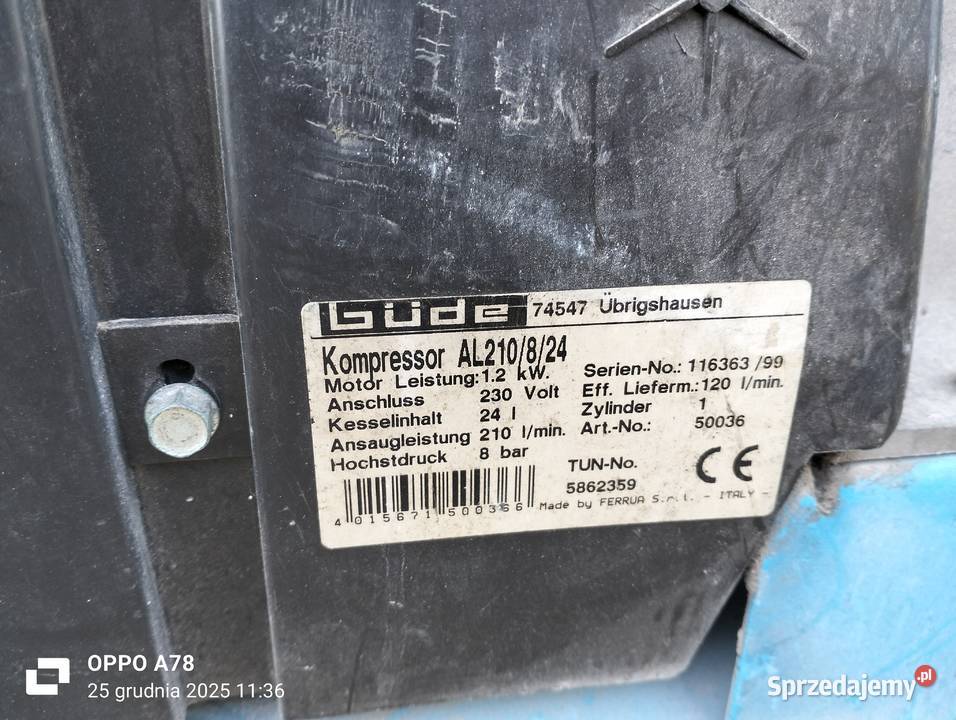 Güde 74547 Übrigshausen
Kompressor AL210/8/24
Motor Leistung: 1.2 kW.
Anschluss 230 Volt
Kesselinhalt 24 l
Ansaugleistung 210 l/min.
Hochstdruck 8 bar
Serien-No.: 116363 /99
Eff. Lieferm.: 120 l/min.
Zylinder 1
Art.-No.: 50036
TUN-No.
5862359
CE
4 015671 500366
Made by FERRUA S.r.l. - ITALY -
OPPO A78
25 grudnia 2025 11:36
Sprzedajemy.pl